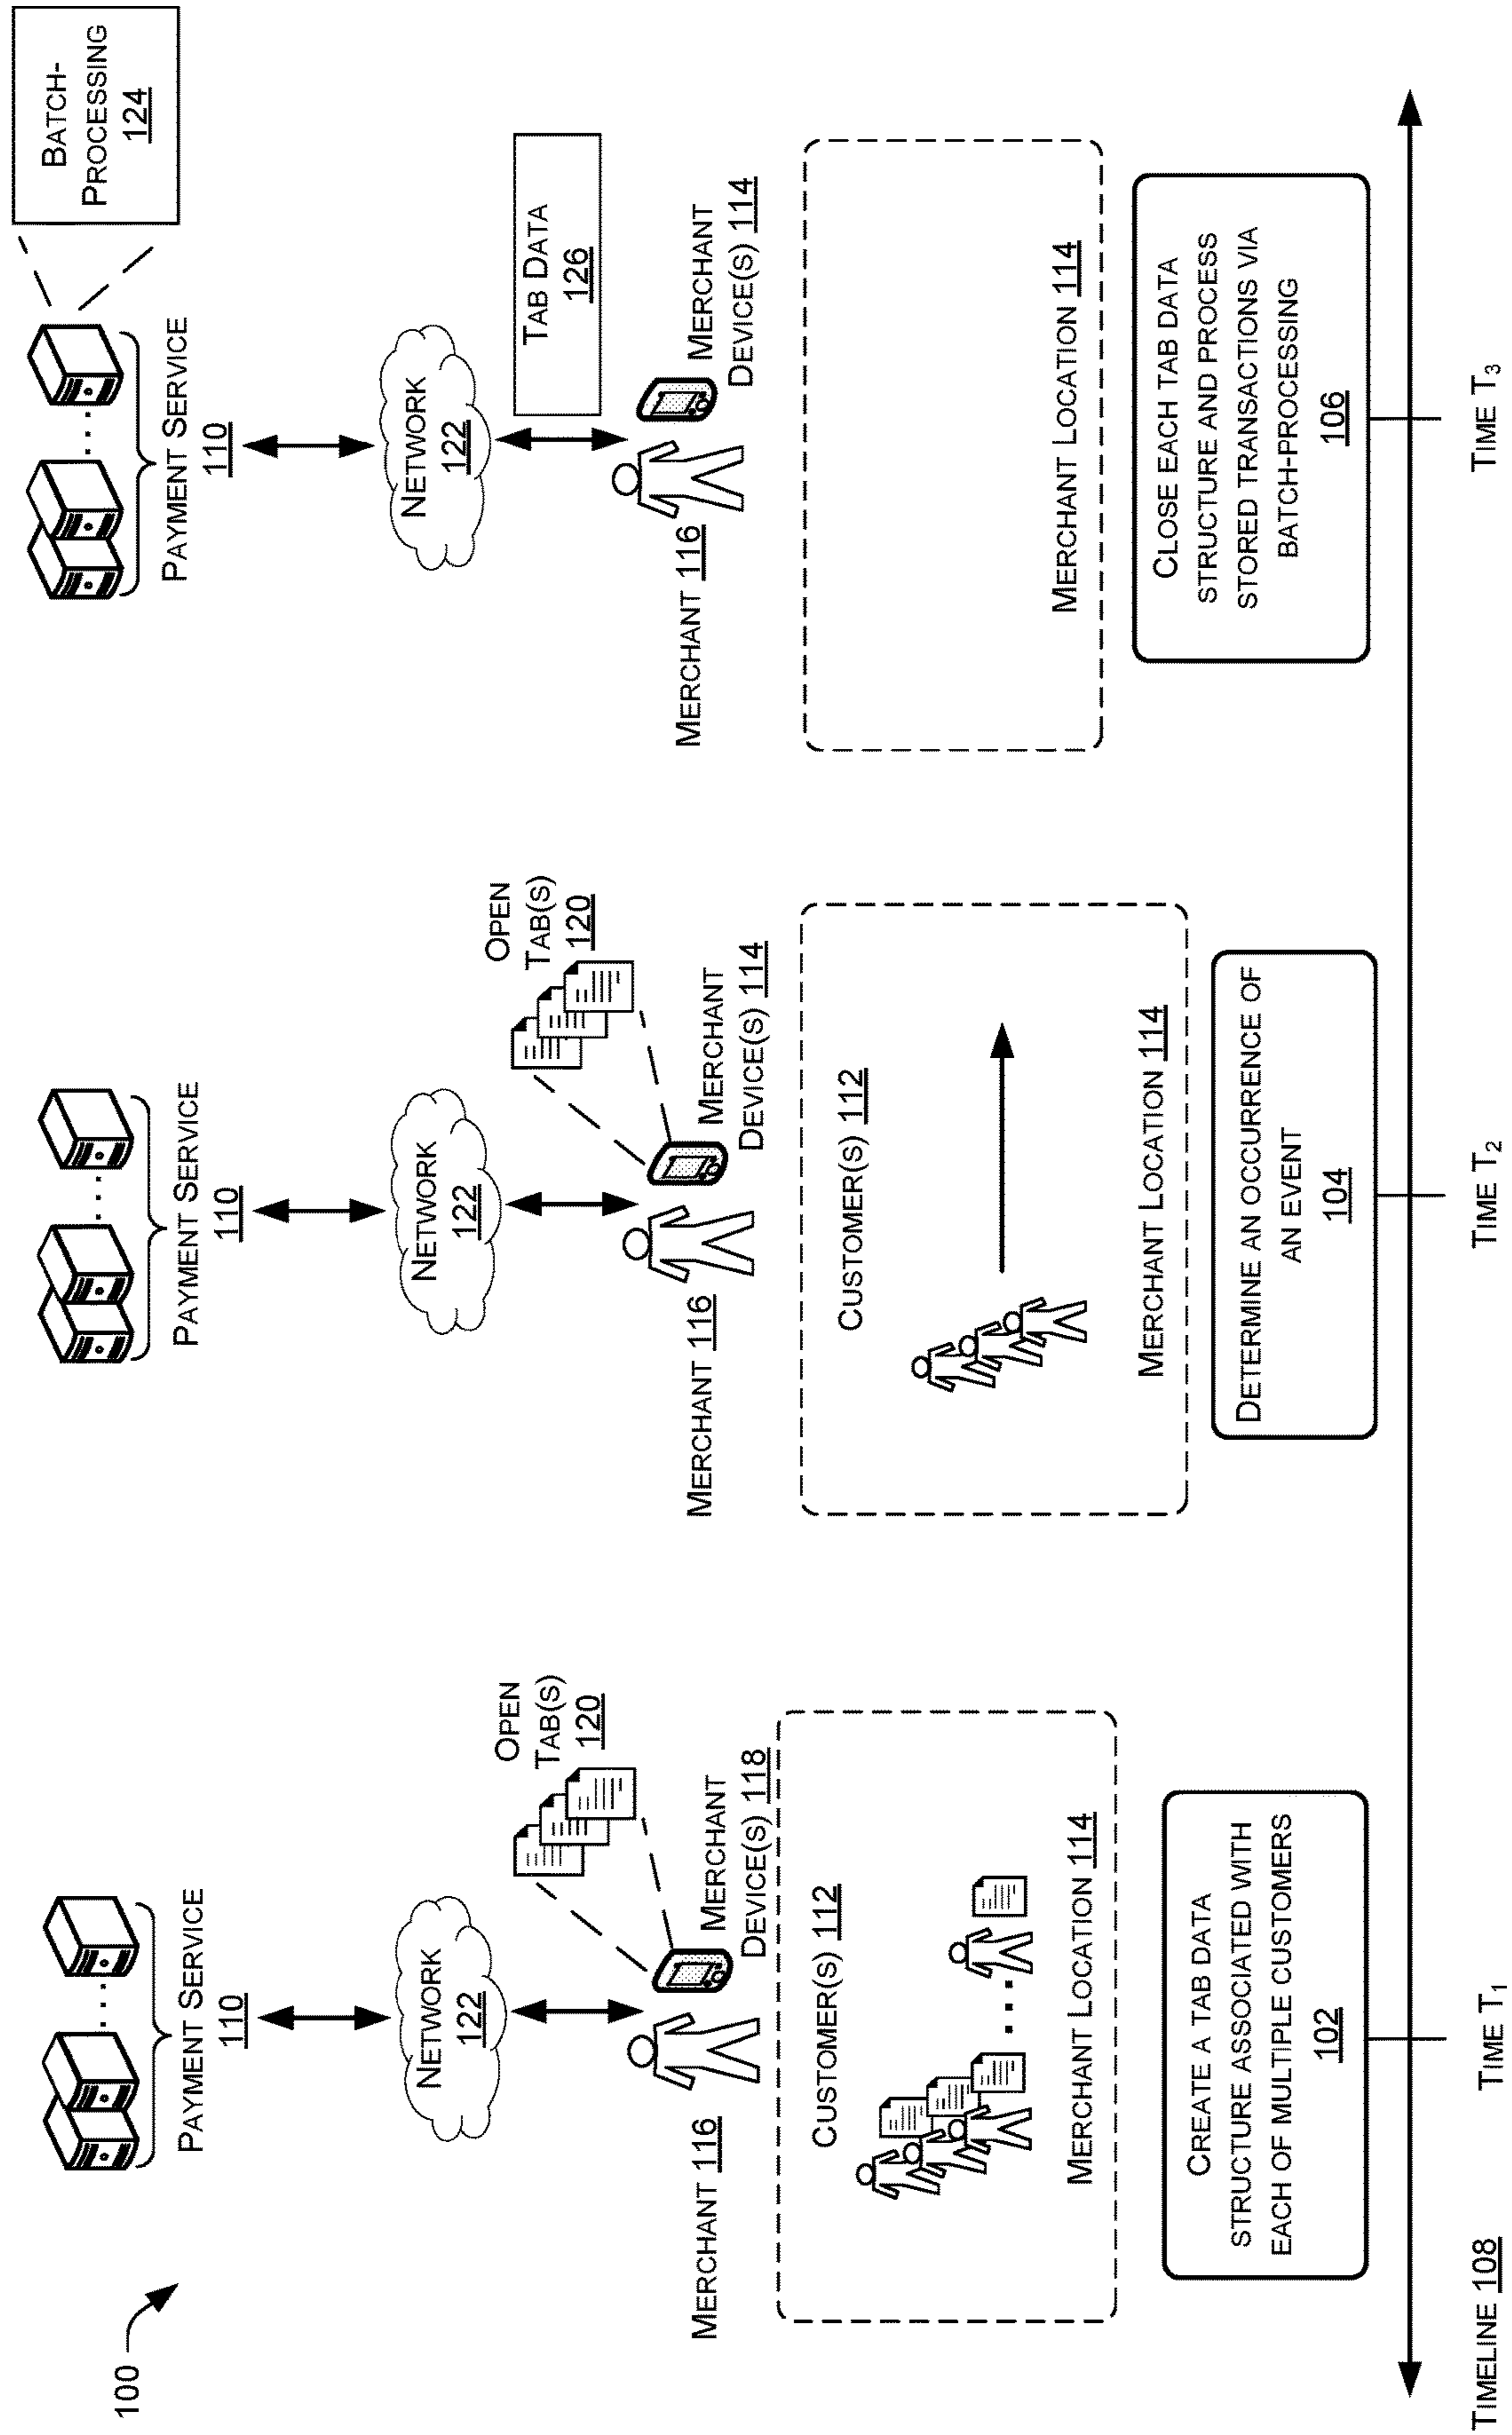 100
PAYMENT SERVICE
110
NETWORK
122
OPEN
TAB(S)
120
MERCHANT 116
MERCHANT
DEVICE(S) 118
CUSTOMER(S) 112
MERCHANT LOCATION 114
CREATE A TAB DATA
STRUCTURE ASSOCIATED WITH
EACH OF MULTIPLE CUSTOMERS
102
TIME T1
PAYMENT SERVICE
110
NETWORK
122
OPEN
TAB(S)
120
MERCHANT 116
MERCHANT
DEVICE(S) 114
CUSTOMER(S) 112
MERCHANT LOCATION 114
DETERMINE AN OCCURRENCE OF
AN EVENT
104
TIME T2
BATCH-
PROCESSING
124
PAYMENT SERVICE
110
NETWORK
122
TAB DATA
126
MERCHANT 116
MERCHANT
DEVICE(S) 114
MERCHANT LOCATION 114
CLOSE EACH TAB DATA
STRUCTURE AND PROCESS
STORED TRANSACTIONS VIA
BATCH-PROCESSING
106
TIME T3
TIMELINE 108